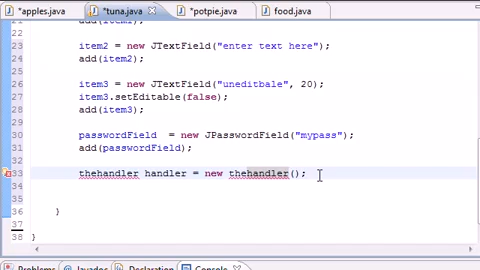 *apples.java *tuna.java *potpie.java food.java
21 add(item1);
22
23 item2 = new JTextField("enter text here");
24 add(item2);
25
26 item3 = new JTextField("uneditbale", 20);
27 item3.setEditable(false);
28 add(item3);
29
30 passwordField = new JPasswordField("mypass");
31 add(passwordField);
32
33 thehandler handler = new thehandler();
34
35
36 }
37
38 }
Problems Javadoc Declaration Console